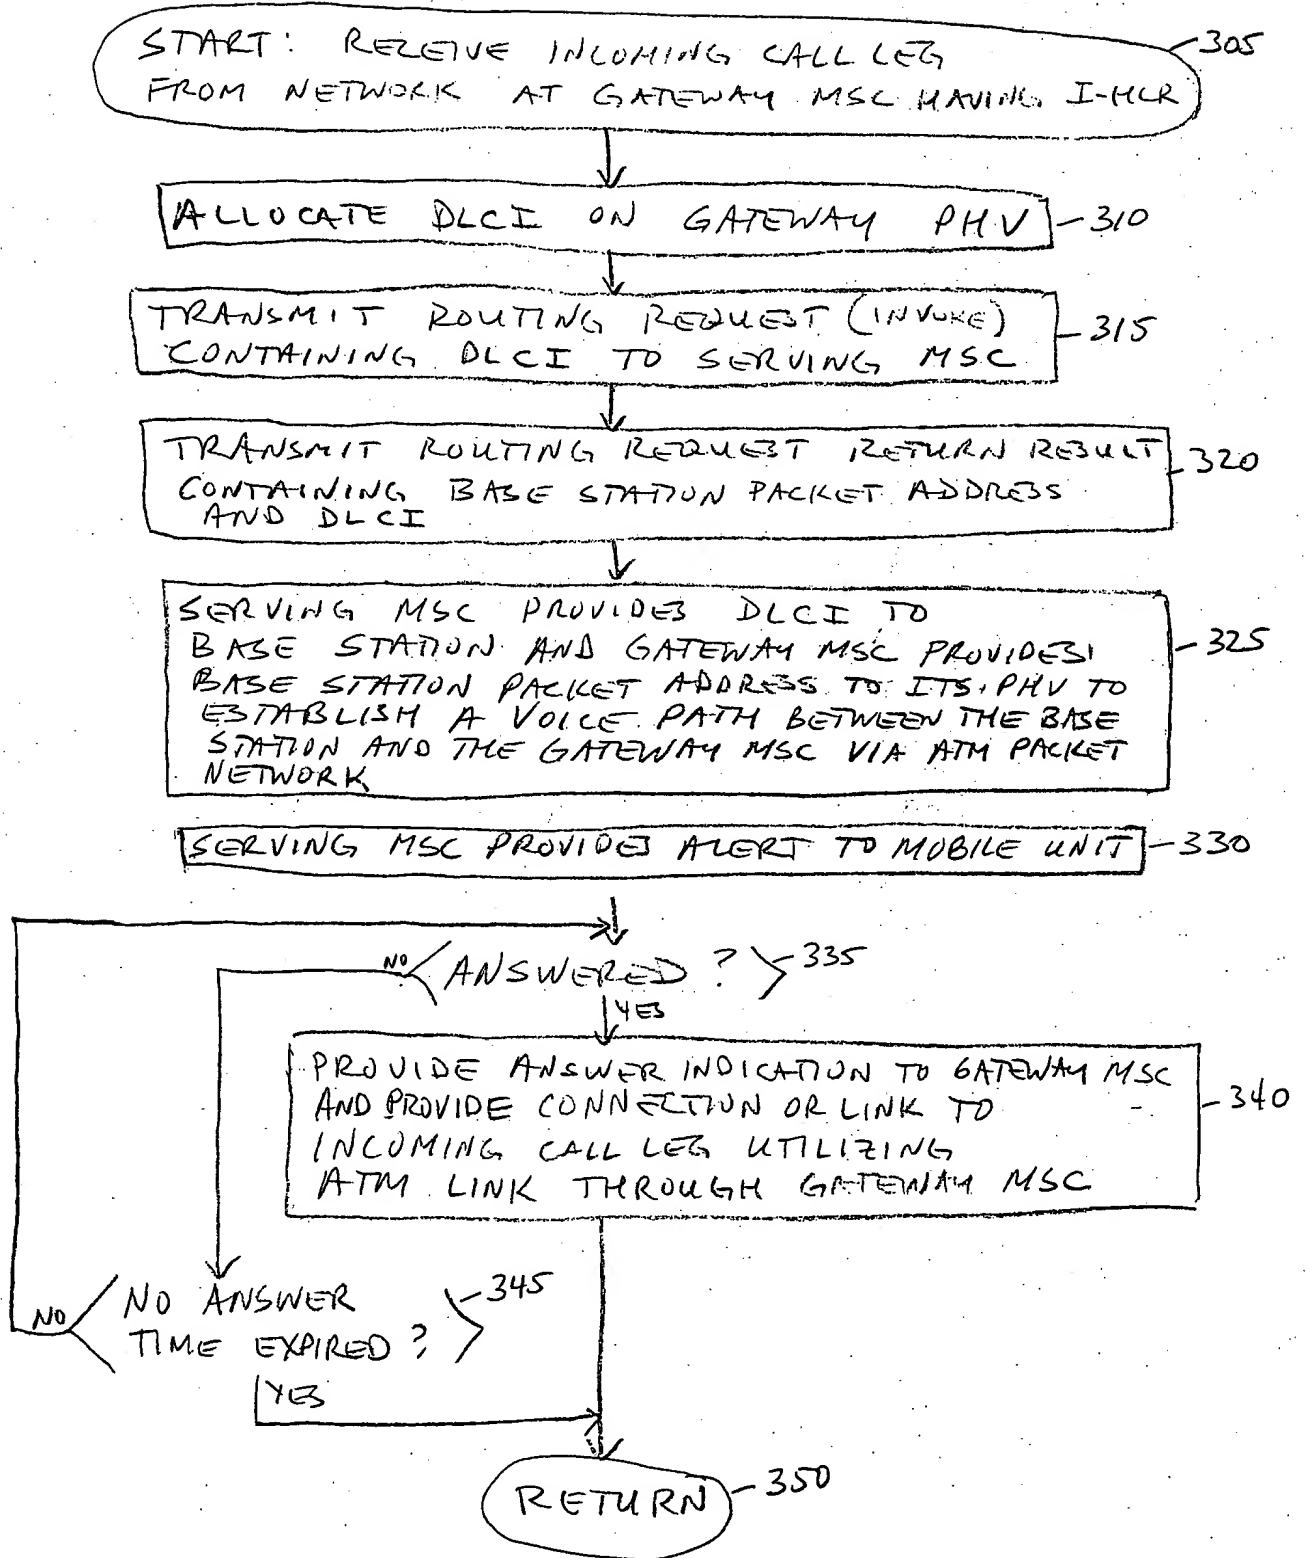 START: RECEIVE INCOMING CALL LEG
FROM NETWORK AT GATEWAY MSC HAVING I-HLR
305
ALLOCATE DLCI ON GATEWAY PHV
310
TRANSMIT ROUTING REQUEST (INVOKE)
CONTAINING DLCI TO SERVING MSC
315
TRANSMIT ROUTING REQUEST RETURN RESULT
CONTAINING BASE STATION PACKET ADDRESS
AND DLCI
320
SERVING MSC PROVIDES DLCI TO
BASE STATION AND GATEWAY MSC PROVIDES
BASE STATION PACKET ADDRESS TO ITS PHV TO
ESTABLISH A VOICE PATH BETWEEN THE BASE
STATION AND THE GATEWAY MSC VIA ATM PACKET
NETWORK
325
SERVING MSC PROVIDES ALERT TO MOBILE UNIT
330
NO
ANSWERED ?
335
YES
PROVIDE ANSWER INDICATION TO GATEWAY MSC
AND PROVIDE CONNECTION OR LINK TO
INCOMING CALL LEG UTILIZING
ATM LINK THROUGH GATEWAY MSC
340
NO ANSWER
TIME EXPIRED ?
345
NO
YES
RETURN
350